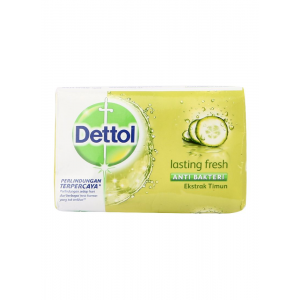 Dettol
lasting fresh
ANTI BAKTERI
Ekstrak Timun
PERLINDUNGAN
TERPERCAYA*